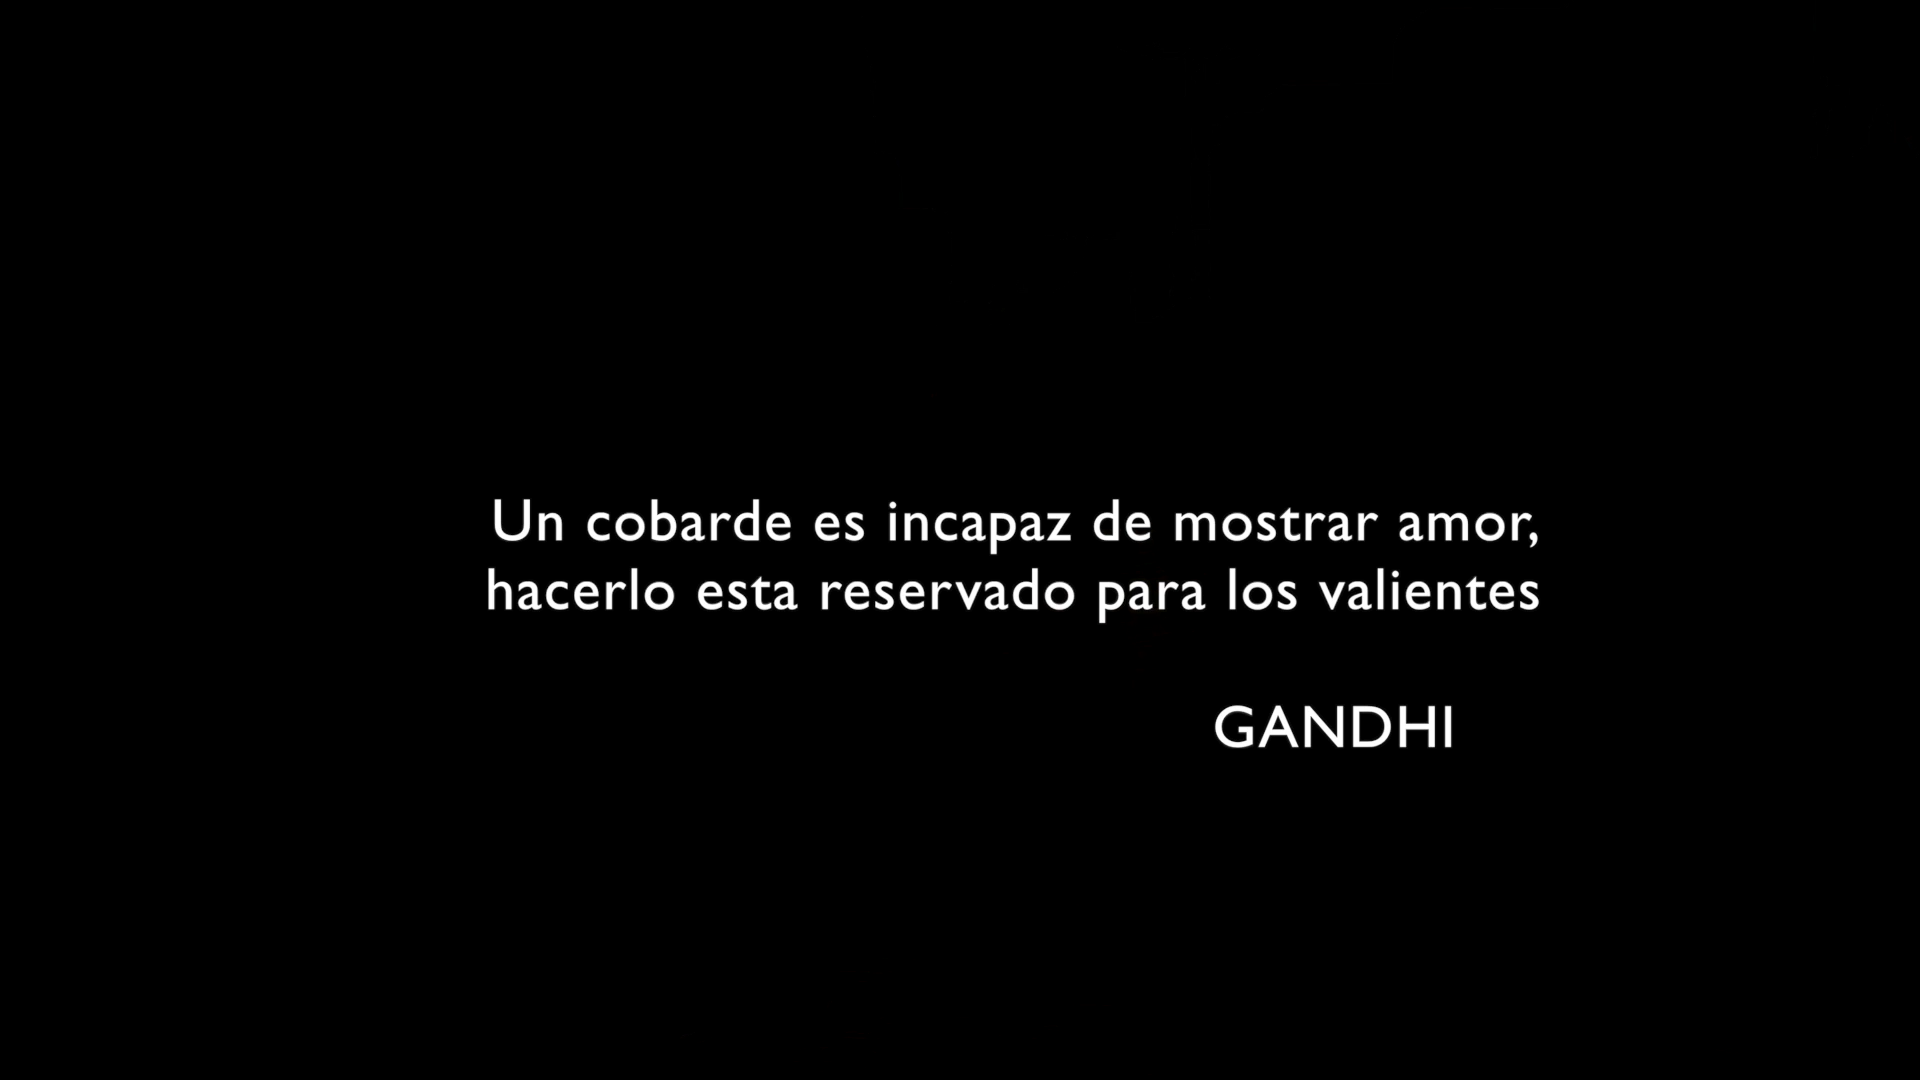 Un cobarde es incapaz de mostrar amor,
hacerlo esta reservado para los valientes
GANDHI